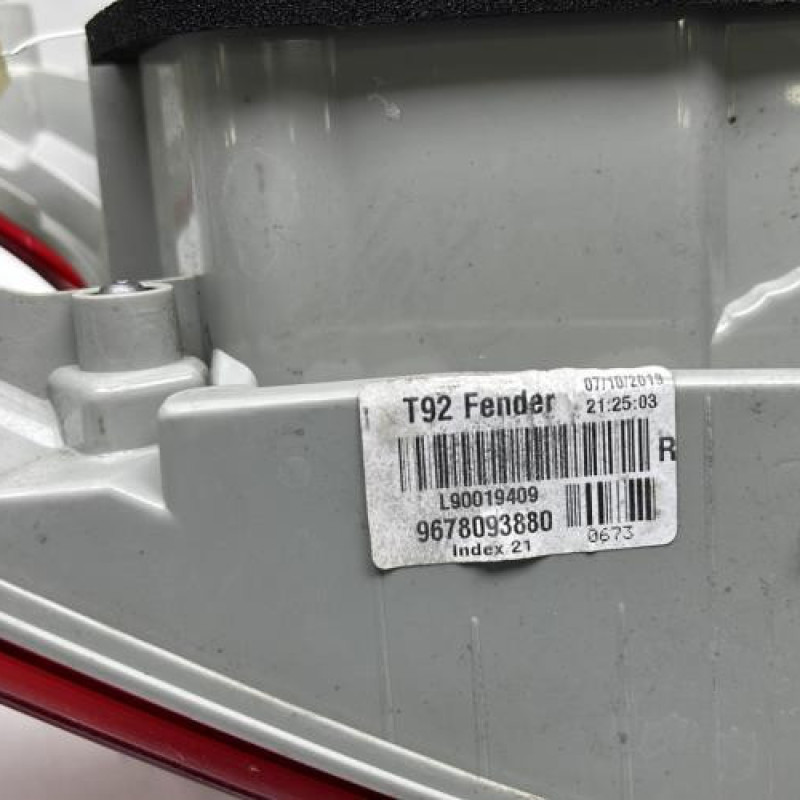 07/10/2019
T92 Fender 21:25:03
R
L90019409
9678093880
Index 21
0673